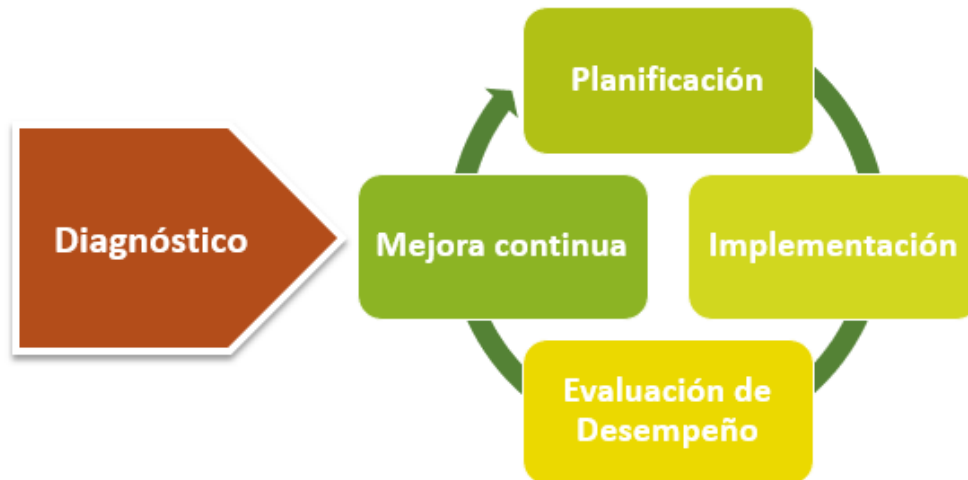 Diagnóstico
Planificación
Implementación
Evaluación de
Desempeño
Mejora continua